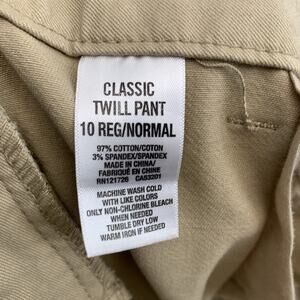 CLASSIC
TWILL PANT
10 REG/NORMAL
97% COTTON/COTON
3% SPANDEX/SPANDEX
MADE IN CHINA/
FABRIQUÉ EN CHINE
RN121726 CA53201
MACHINE WASH COLD
WITH LIKE COLORS
ONLY NON-CHLORINE BLEACH
WHEN NEEDED
TUMBLE DRY LOW
WARM IRON IF NEEDED